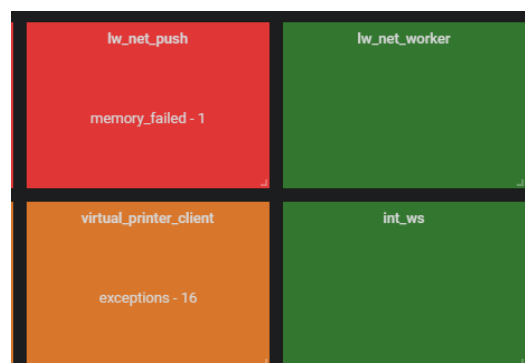 lw_net_push
memory_failed - 1
lw_net_worker
virtual_printer_client
exceptions - 16
int_ws